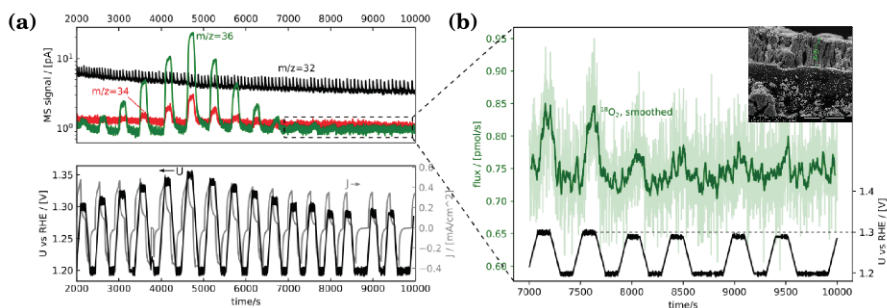 (a)
2000 3000 4000 5000 6000 7000 8000 9000 10000
MS signal / [pA]
10¹
10⁰
m/z=36
m/z=32
m/z=34
U vs RHE / [V]
1.35
1.30
1.25
1.20
U
J
0.6
0.4
0.2
0.0
−0.2
−0.4
J / [mA/cm^2]
2000 3000 4000 5000 6000 7000 8000 9000 10000
time/s
(b)
flux / [pmol/s]
0.95
0.90
0.85
0.80
0.75
0.70
0.65
0.60
¹⁸O₂, smoothed
1.4
1.3
1.2
U vs RHE / [V]
7000 7500 8000 8500 9000 9500 10000
time/s